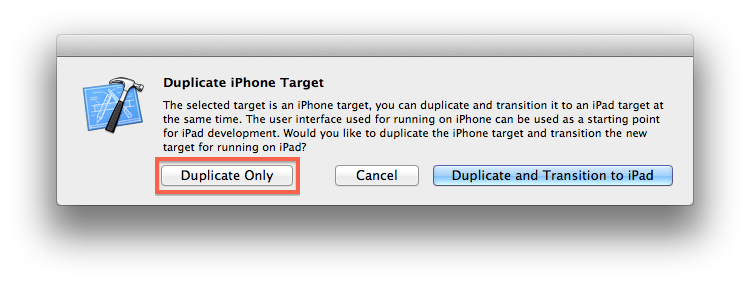 Duplicate iPhone Target
The selected target is an iPhone target, you can duplicate and transition it to an iPad target at
the same time. The user interface used for running on iPhone can be used as a starting point
for iPad development. Would you like to duplicate the iPhone target and transition the new
target for running on iPad?
Duplicate Only
Cancel
Duplicate and Transition to iPad